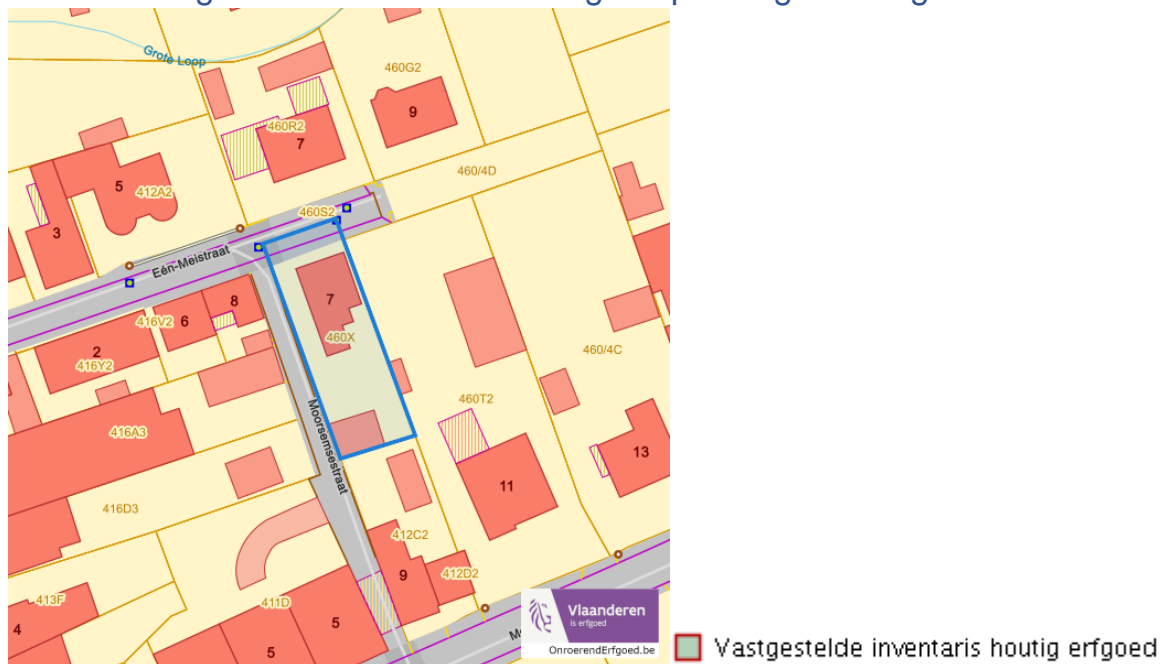 Grote Loop
460G2
9
460R2
7
5
412A2
460/4D
460S2
3
Eén-Meistraat
7
8
416V2
6
460X
2
416Y2
460/4C
460T2
Moorsemsestraat
416A3
13
11
416D3
412C2
9
412D2
413F
411D
4
5
5
Vlaanderen
is erfgoed
OnroerendErfgoed.be
Vastgestelde inventaris houtig erfgoed